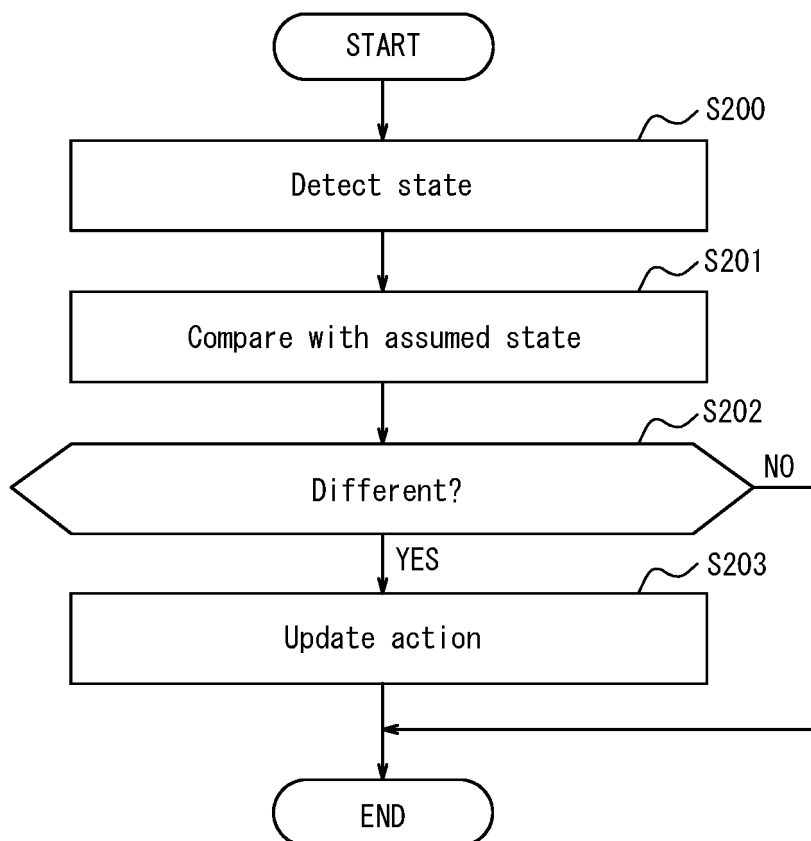 START
S200
Detect state
S201
Compare with assumed state
S202
Different?
NO
YES
S203
Update action
END